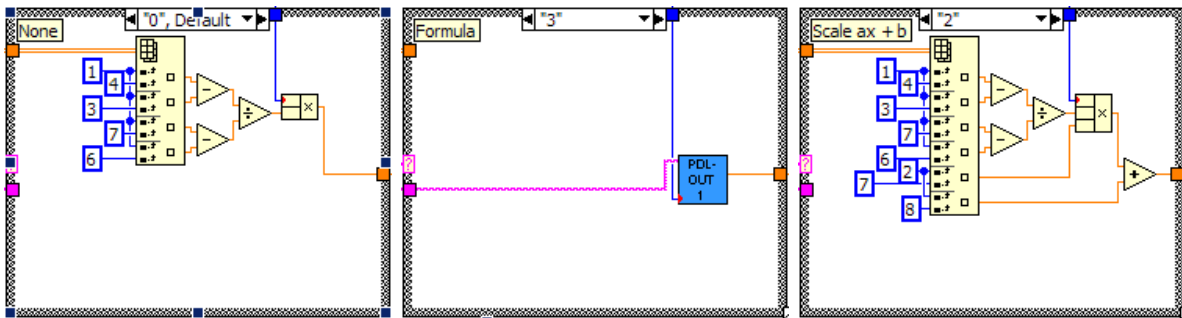 "0", Default
None
1
4
3
7
6
÷
x
?
"3"
Formula
?
PDL-
OUT
1
"2"
Scale ax + b
1
4
3
7
6
2
7
8
÷
x
+
?